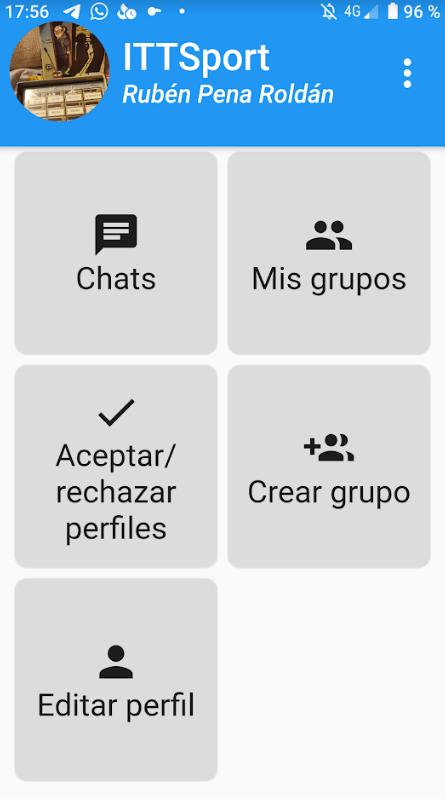 17:56 4G 96 %
ITTSport
Rubén Pena Roldán
Chats
Mis grupos
Aceptar/
rechazar
perfiles
Crear grupo
Editar perfil